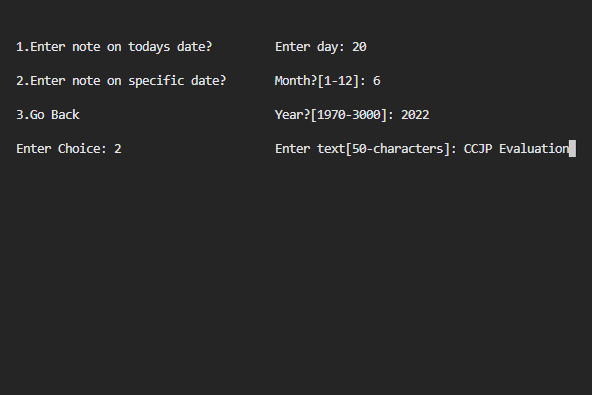 1.Enter note on todays date? Enter day: 20
2.Enter note on specific date? Month?[1-12]: 6
3.Go Back Year?[1970-3000]: 2022
Enter Choice: 2 Enter text[50-characters]: CCJP Evaluation